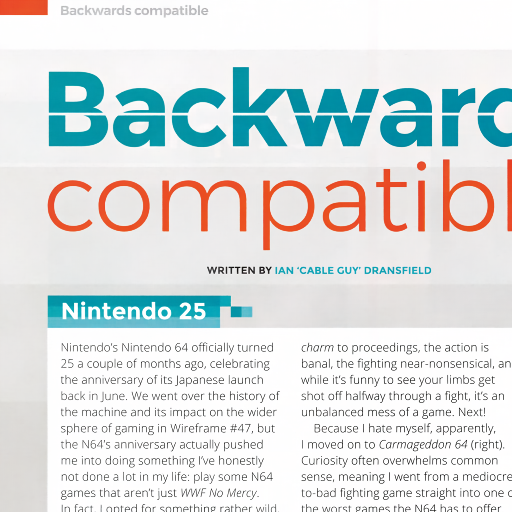 Backwards compatible
Backward
compatibl
WRITTEN BY IAN 'CABLE GUY' DRANSFIELD
Nintendo 25
Nintendo's Nintendo 64 officially turned
25 a couple of months ago, celebrating
the anniversary of its Japanese launch
back in June. We went over the history of
the machine and its impact on the wider
sphere of gaming in Wireframe #47, but
the N64's anniversary actually pushed
me into doing something I've honestly
not done a lot in my life: play some N64
games that aren't just WWF No Mercy.
In fact, I opted for something rather wild,
charm to proceedings, the action is
banal, the fighting near-nonsensical, an
while it's funny to see your limbs get
shot off halfway through a fight, it's an
unbalanced mess of a game. Next!
Because I hate myself, apparently,
I moved on to Carmageddon 64 (right).
Curiosity often overwhelms common
sense, meaning I went from a mediocre
to-bad fighting game straight into one o
the worst games the N64 has to offer